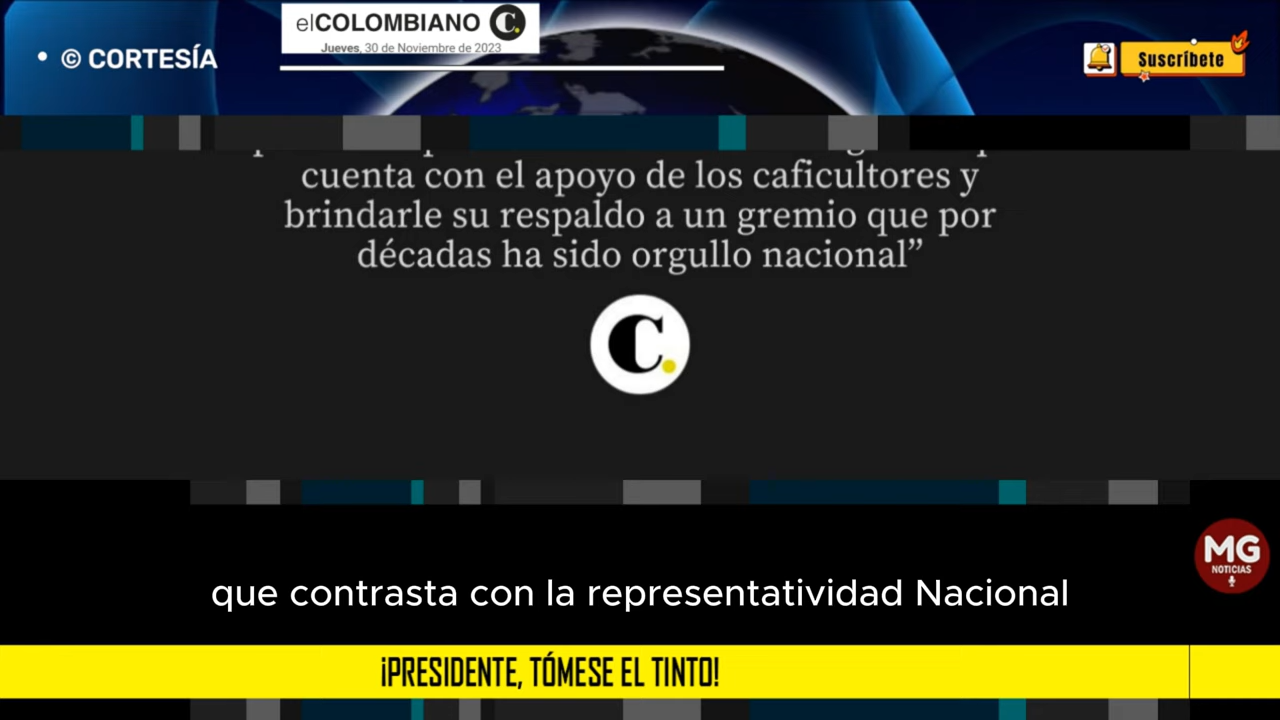 elCOLOMBIANO C.
Jueves, 30 de Noviembre de 2023
• © CORTESÍA
Suscríbete
cuenta con el apoyo de los caficultores y
brindarle su respaldo a un gremio que por
décadas ha sido orgullo nacional”
C.
MG
NOTICIAS
que contrasta con la representatividad Nacional
¡PRESIDENTE, TÓMESE EL TINTO!